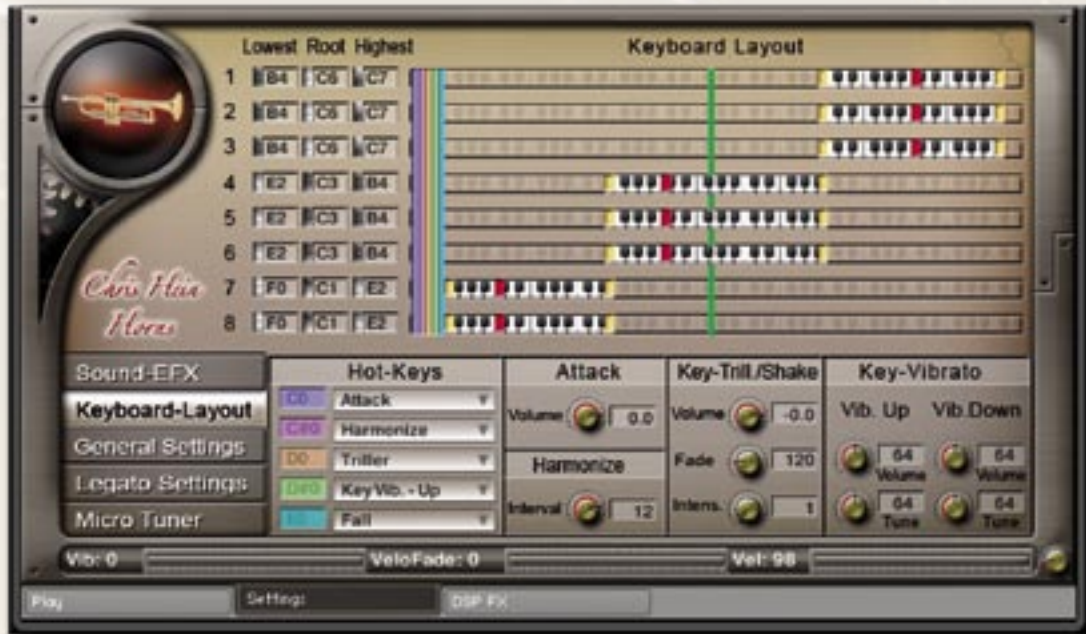 Lowest Root Highest Keyboard Layout
1 B4 C6 C7
2 B4 C6 C7
3 B4 C6 C7
4 E2 C3 B4
5 E2 C3 B4
6 E2 C3 B4
7 F0 C1 E2
8 F0 C1 E2
Chris Hein
Horns
Sound-EFX
Keyboard-Layout
General Settings
Legato Settings
Micro Tuner
Hot-Keys
C0 Attack
C#0 Harmonize
D0 Triller
D#0 Key Vib. - Up
Fall
Attack
Volume 0.0
Harmonize
Interval 12
Key-Trill./Shake
Volume -0.0
Fade 120
Intens. 1
Key-Vibrato
Vib. Up Vib.Down
64 64
Volume Volume
64 64
Tune Tune
Vib: 0 VeloFade: 0 Vel: 98
Play Settings DSP-FX